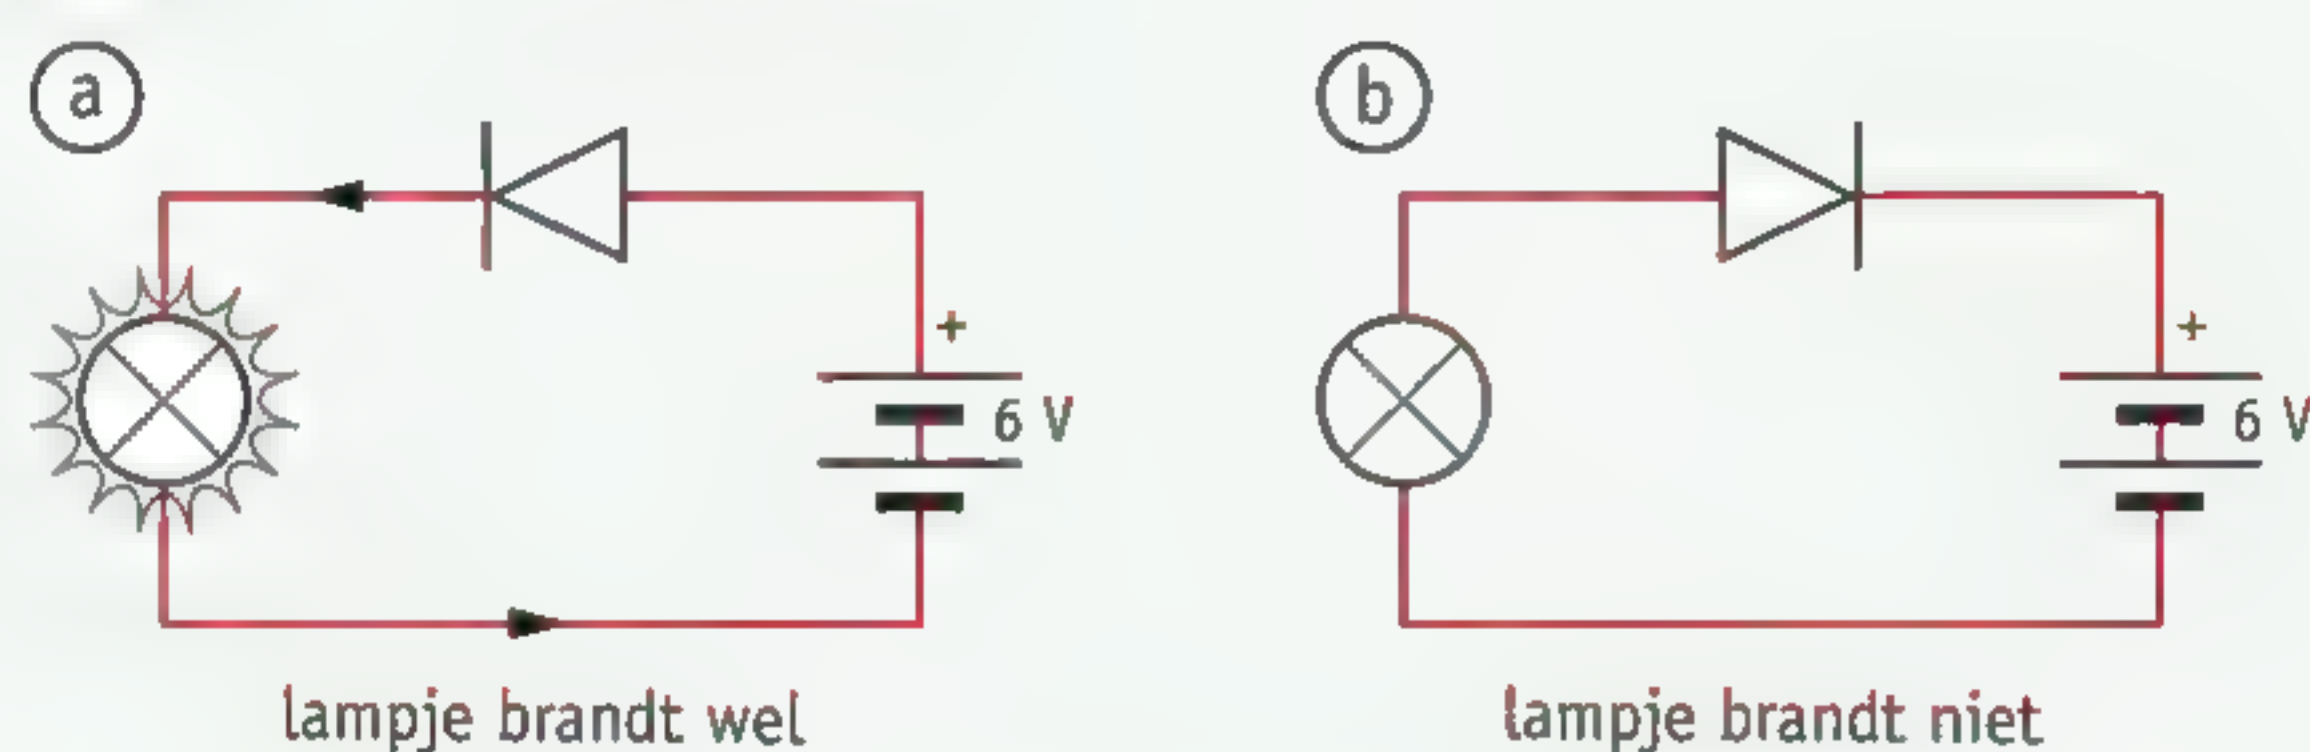 a
b
+
6 V
+
6 V
lampje brandt wel
lampje brandt niet